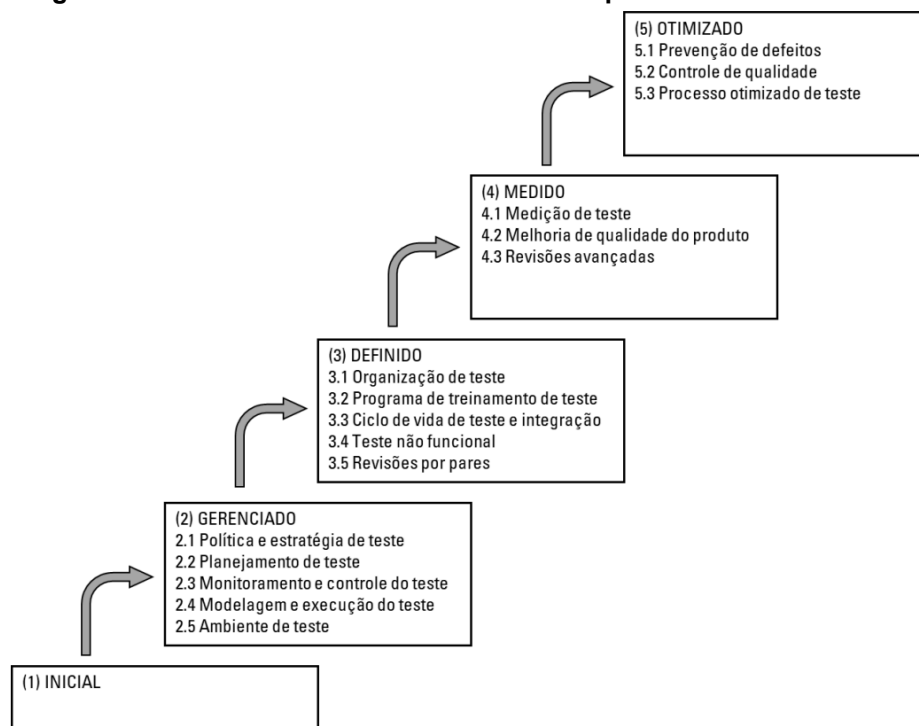 (5) OTIMIZADO
5.1 Prevenção de defeitos
5.2 Controle de qualidade
5.3 Processo otimizado de teste
(4) MEDIDO
4.1 Medição de teste
4.2 Melhoria de qualidade do produto
4.3 Revisões avançadas
(3) DEFINIDO
3.1 Organização de teste
3.2 Programa de treinamento de teste
3.3 Ciclo de vida de teste e integração
3.4 Teste não funcional
3.5 Revisões por pares
(2) GERENCIADO
2.1 Política e estratégia de teste
2.2 Planejamento de teste
2.3 Monitoramento e controle do teste
2.4 Modelagem e execução do teste
2.5 Ambiente de teste
(1) INICIAL